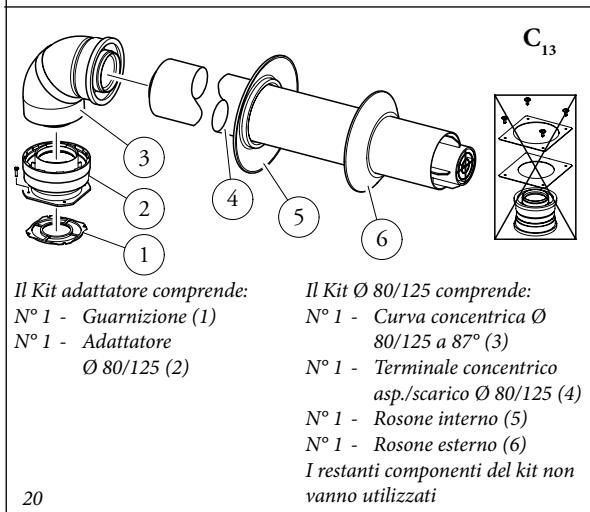 C13
3
2
1
4
5
6
Il Kit adattatore comprende:
N° 1 - Guarnizione (1)
N° 1 - Adattatore
Ø 80/125 (2)
Il Kit Ø 80/125 comprende:
N° 1 - Curva concentrica Ø
80/125 a 87° (3)
N° 1 - Terminale concentrico
asp./scarico Ø 80/125 (4)
N° 1 - Rosone interno (5)
N° 1 - Rosone esterno (6)
I restanti componenti del kit non
vanno utilizzati
20